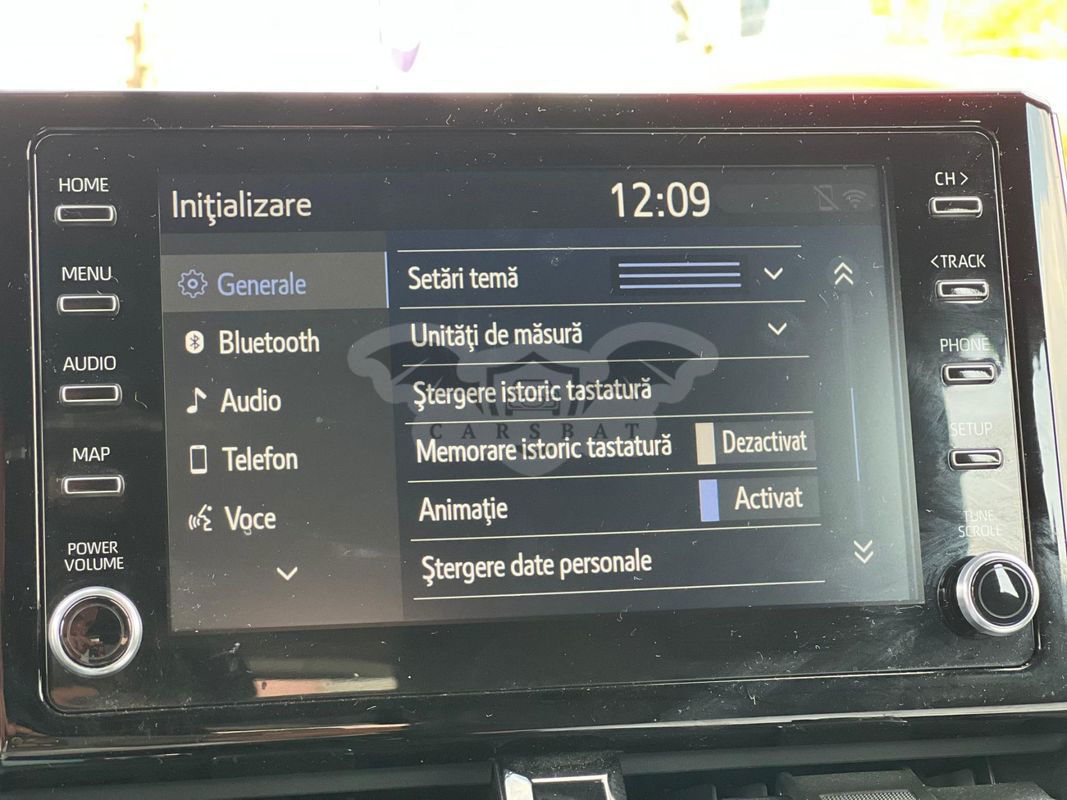 HOME
MENU
AUDIO
MAP
POWER
VOLUME
Iniţializare
12:09
Generale
Bluetooth
Audio
Telefon
Voce
Setări temă
Unităţi de măsură
Ştergere istoric tastatură
CARSBAT
Memorare istoric tastatură Dezactivat
Animaţie Activat
Ştergere date personale
CH >
< TRACK
PHONE
SETUP
TUNE
SCROLL